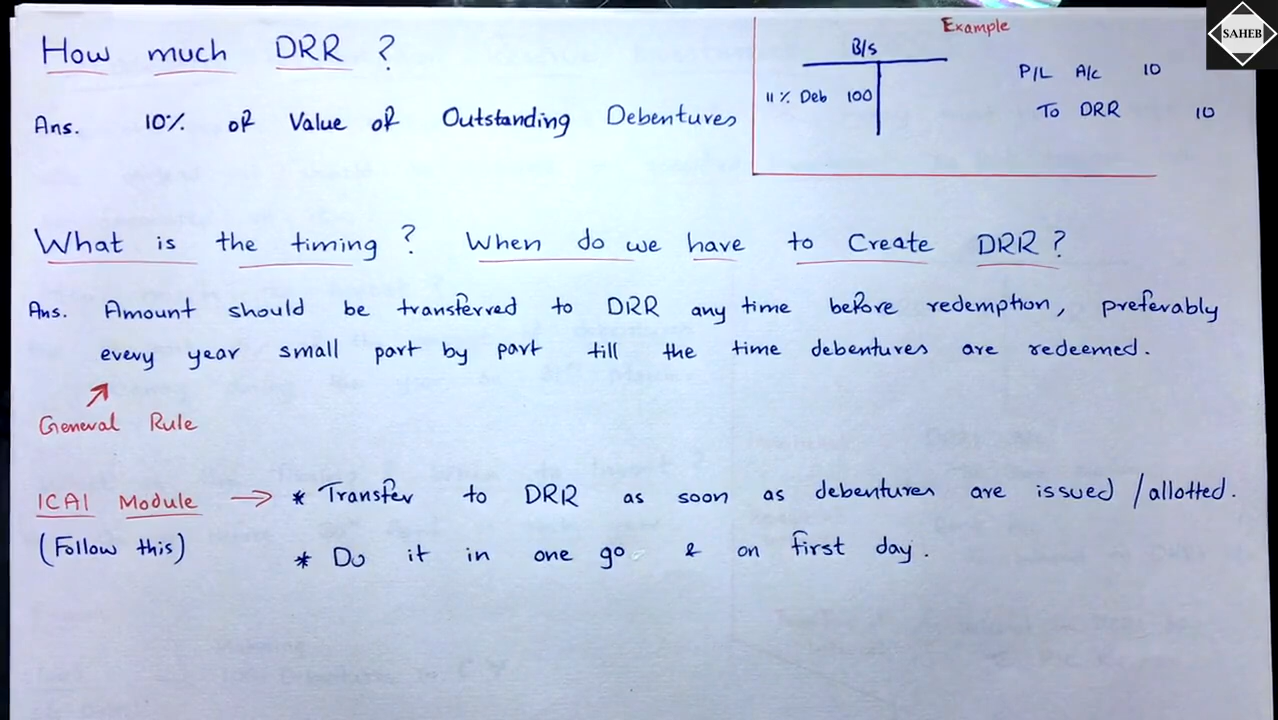 How much DRR ?
Ans. 10% of Value of Outstanding Debentures
Example
B/s
11% Deb 100
P/L A/c 10
To DRR 10
SAHEB
What is the timing ? When do we have to Create DRR ?
Ans. Amount should be transferred to DRR any time before redemption, preferably
every year small part by part till the time debentures are redeemed.
General Rule
ICAI Module → * Transfer to DRR as soon as debentures are issued / allotted.
(Follow this) * Do it in one go & on first day.